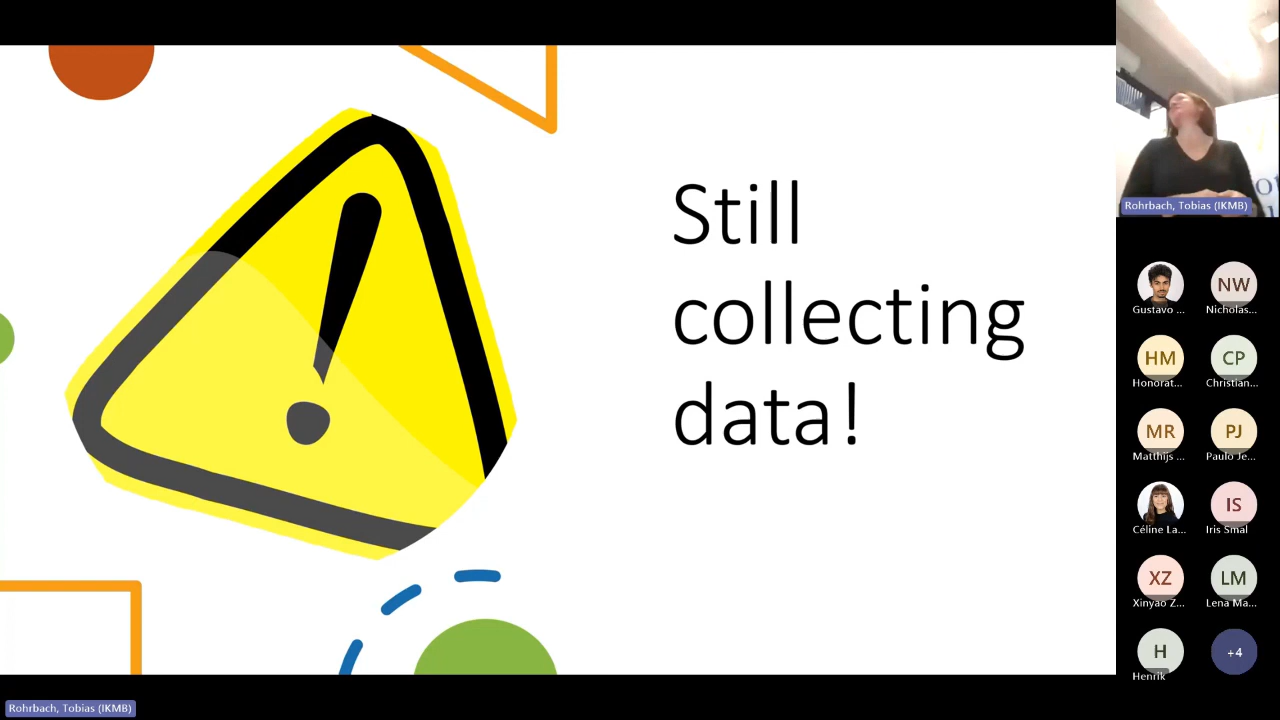 Still
collecting
data!
Rohrbach, Tobias (IKMB)
Gustavo ...
NW
Nicholas...
HM
Honorat...
CP
Christian...
MR
Matthijs ...
PJ
Paulo Je...
Céline La...
IS
Iris Smal
XZ
Xinyao Z...
LM
Lena Ma...
H
Henrik
+4
Rohrbach, Tobias (IKMB)